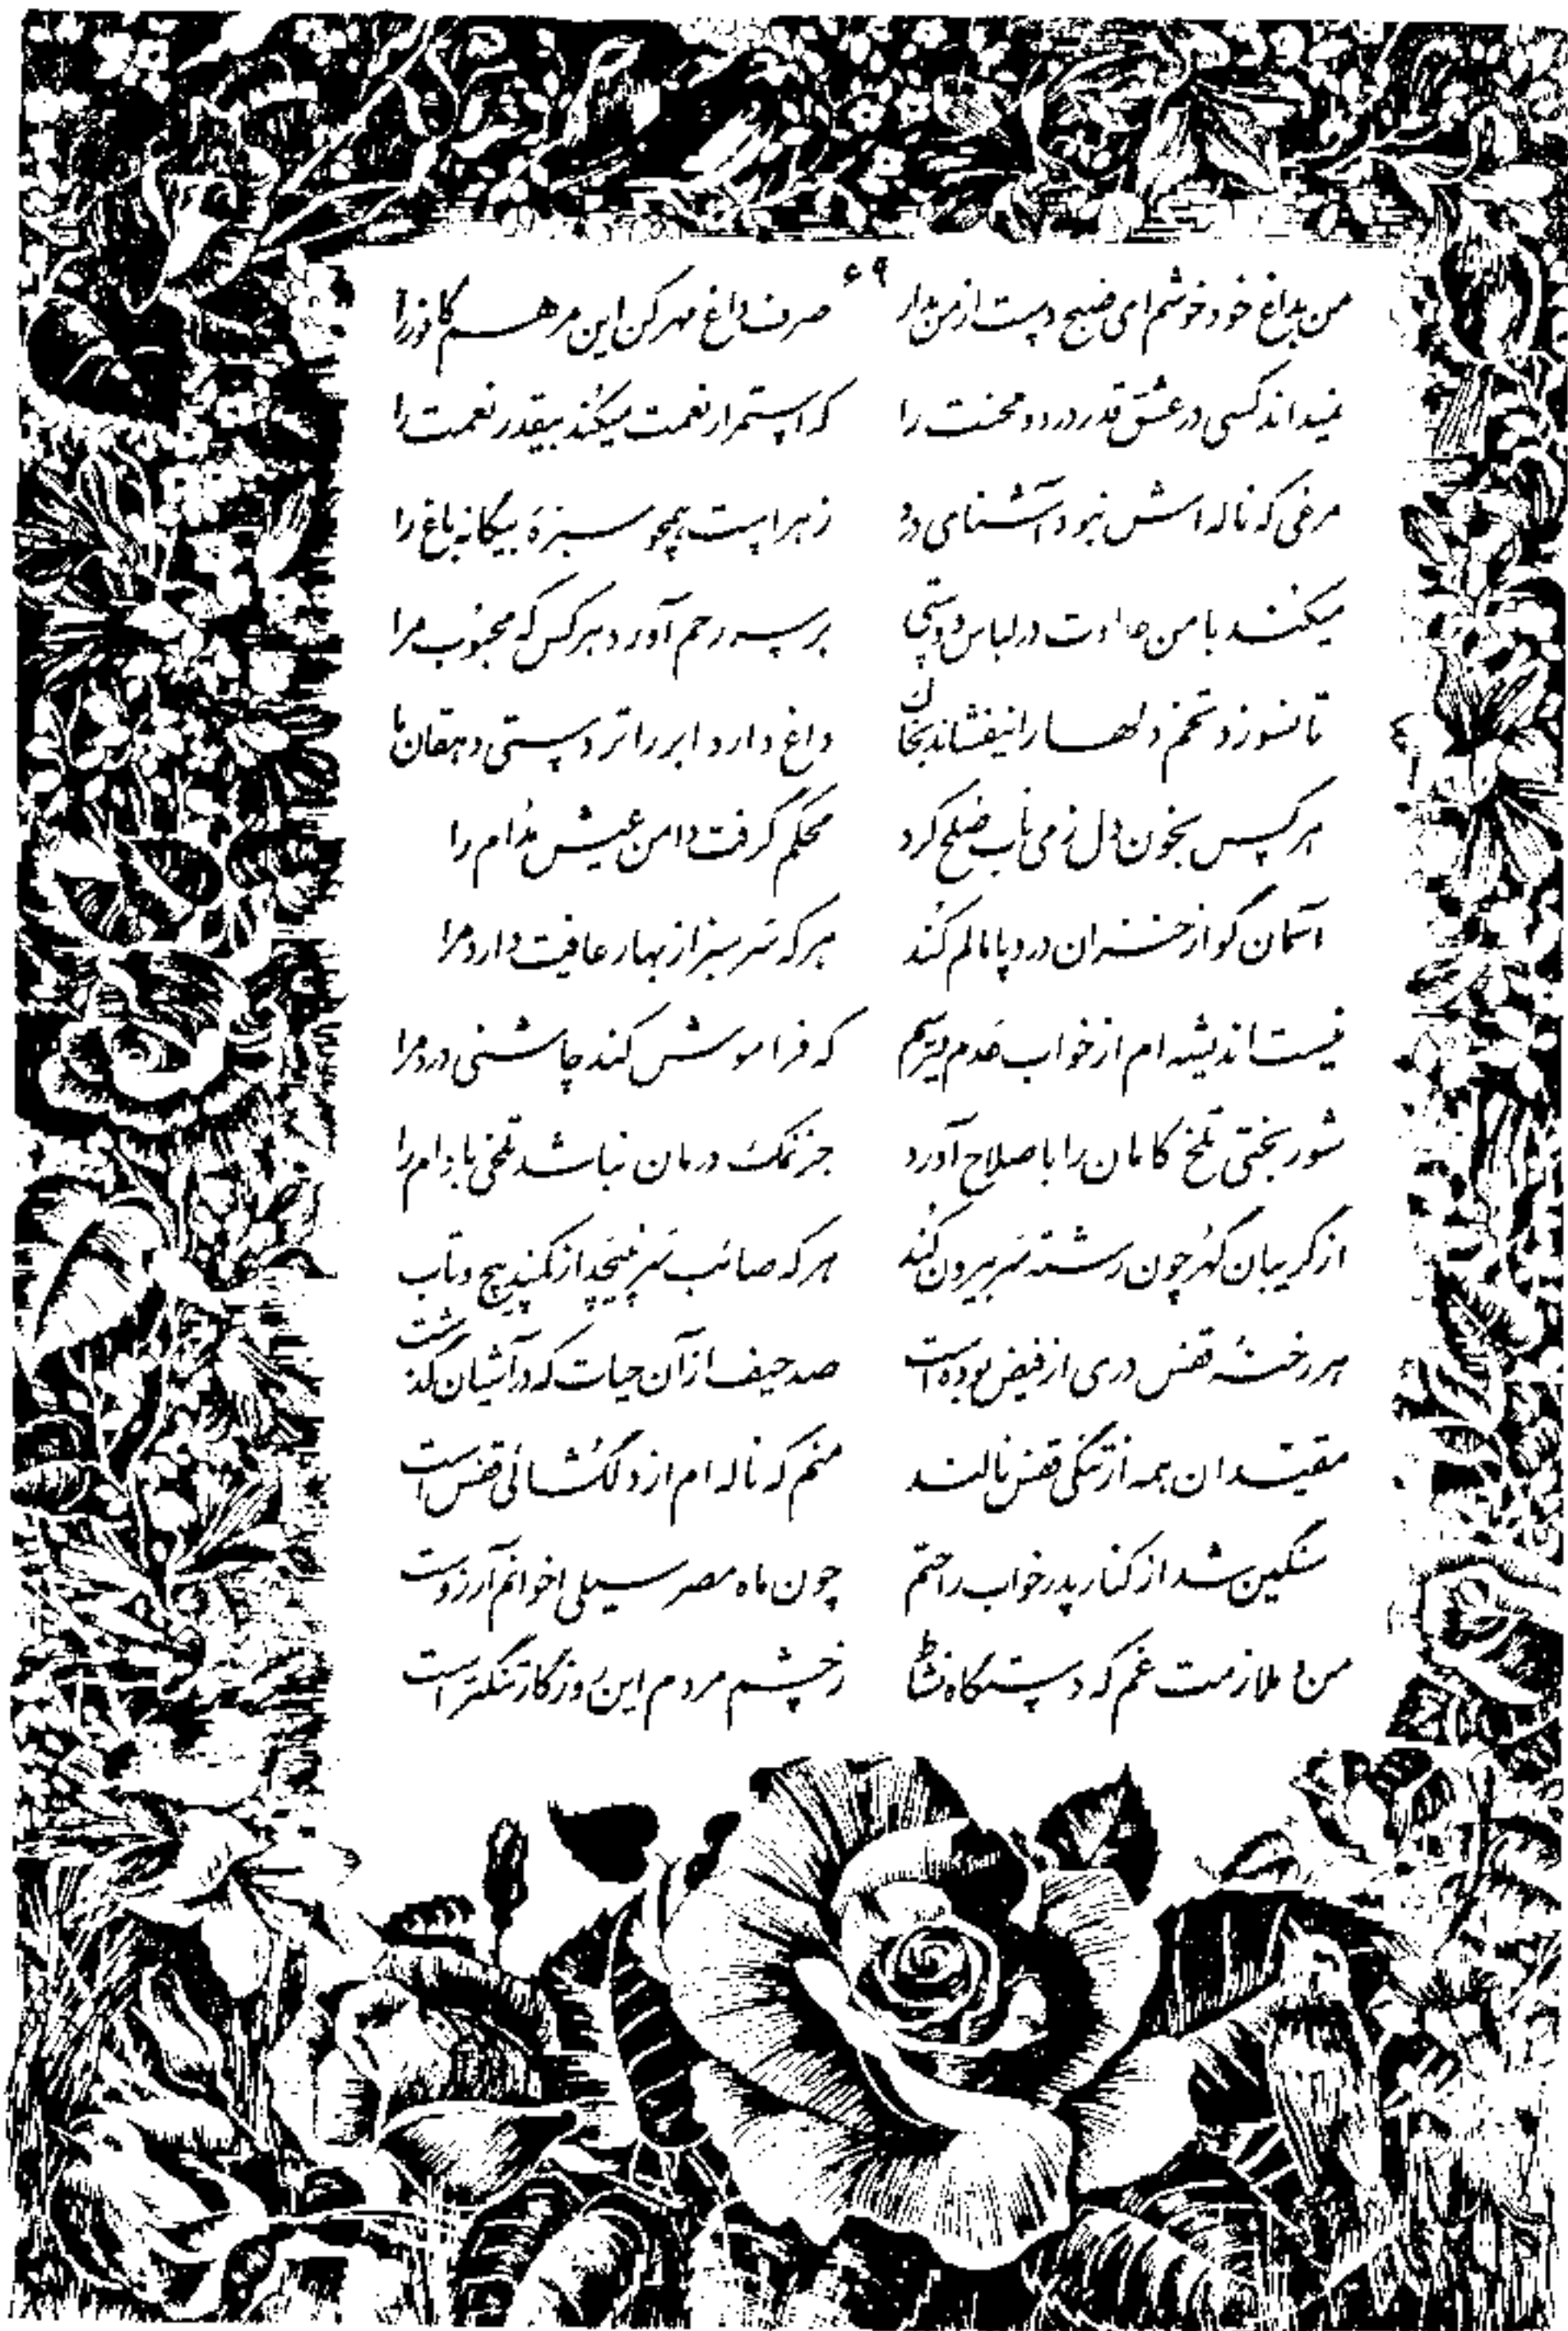 ۶۹
من بداغ خود خوشم ای صبح دست از من بدار صرف داغ مهر کن این مرهم کافور را
نمیداند کسی در عشق قدر درد و محنت را که استمرار نعمت میکند بیقدر نعمت را
مرغی که ناله اش نبود آشنای درد زهر است همچو سبزه بیگانه باغ را
میکند با من عداوت در لباس دوستی بر سر رحم آورد هر کس که محبوب مرا
تا نسوزد تخم دلها را نیفشاند بخاک داغ دارد ابر را تردستی دهقان ما
هر کس بخون دل ز می ناب صلح کرد محکم گرفت دامن عیش مدام را
آسمان گو از خزان درد پامالم کند هر که سرسبز از بهار عافیت دارد مرا
نیست اندیشه ام از خواب عدم میترسم که فراموش کند چاشنی درد مرا
شور بختی تلخ کامان را باصلاح آورد جز نمک درمان نباشد تلخی بادام را
از گریبان گهر چون رشته سر بیرون کند هر که صائب سر نپیچد از کمند پیچ و تاب
هر رخنه قفس دری از فیض بوده است صد حیف از آن حیات که در آشیان گذشت
مقیدان همه از تنگی قفس نالند منم که ناله ام از دلگشائی قفس است
سنگین شد از کنار پدر خواب راحتم چون ماه مصر سیلی اخوانم آرزوست
من و ملازمت غم که دستگاه نشاط ز چشم مردم این روزگار تنگتر است